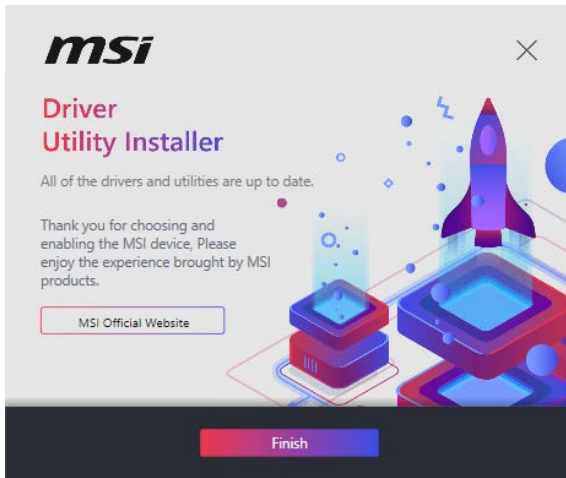 msi
Driver
Utility Installer
All of the drivers and utilities are up to date.
Thank you for choosing and
enabling the MSI device, Please
enjoy the experience brought by MSI
products.
MSI Official Website
Finish